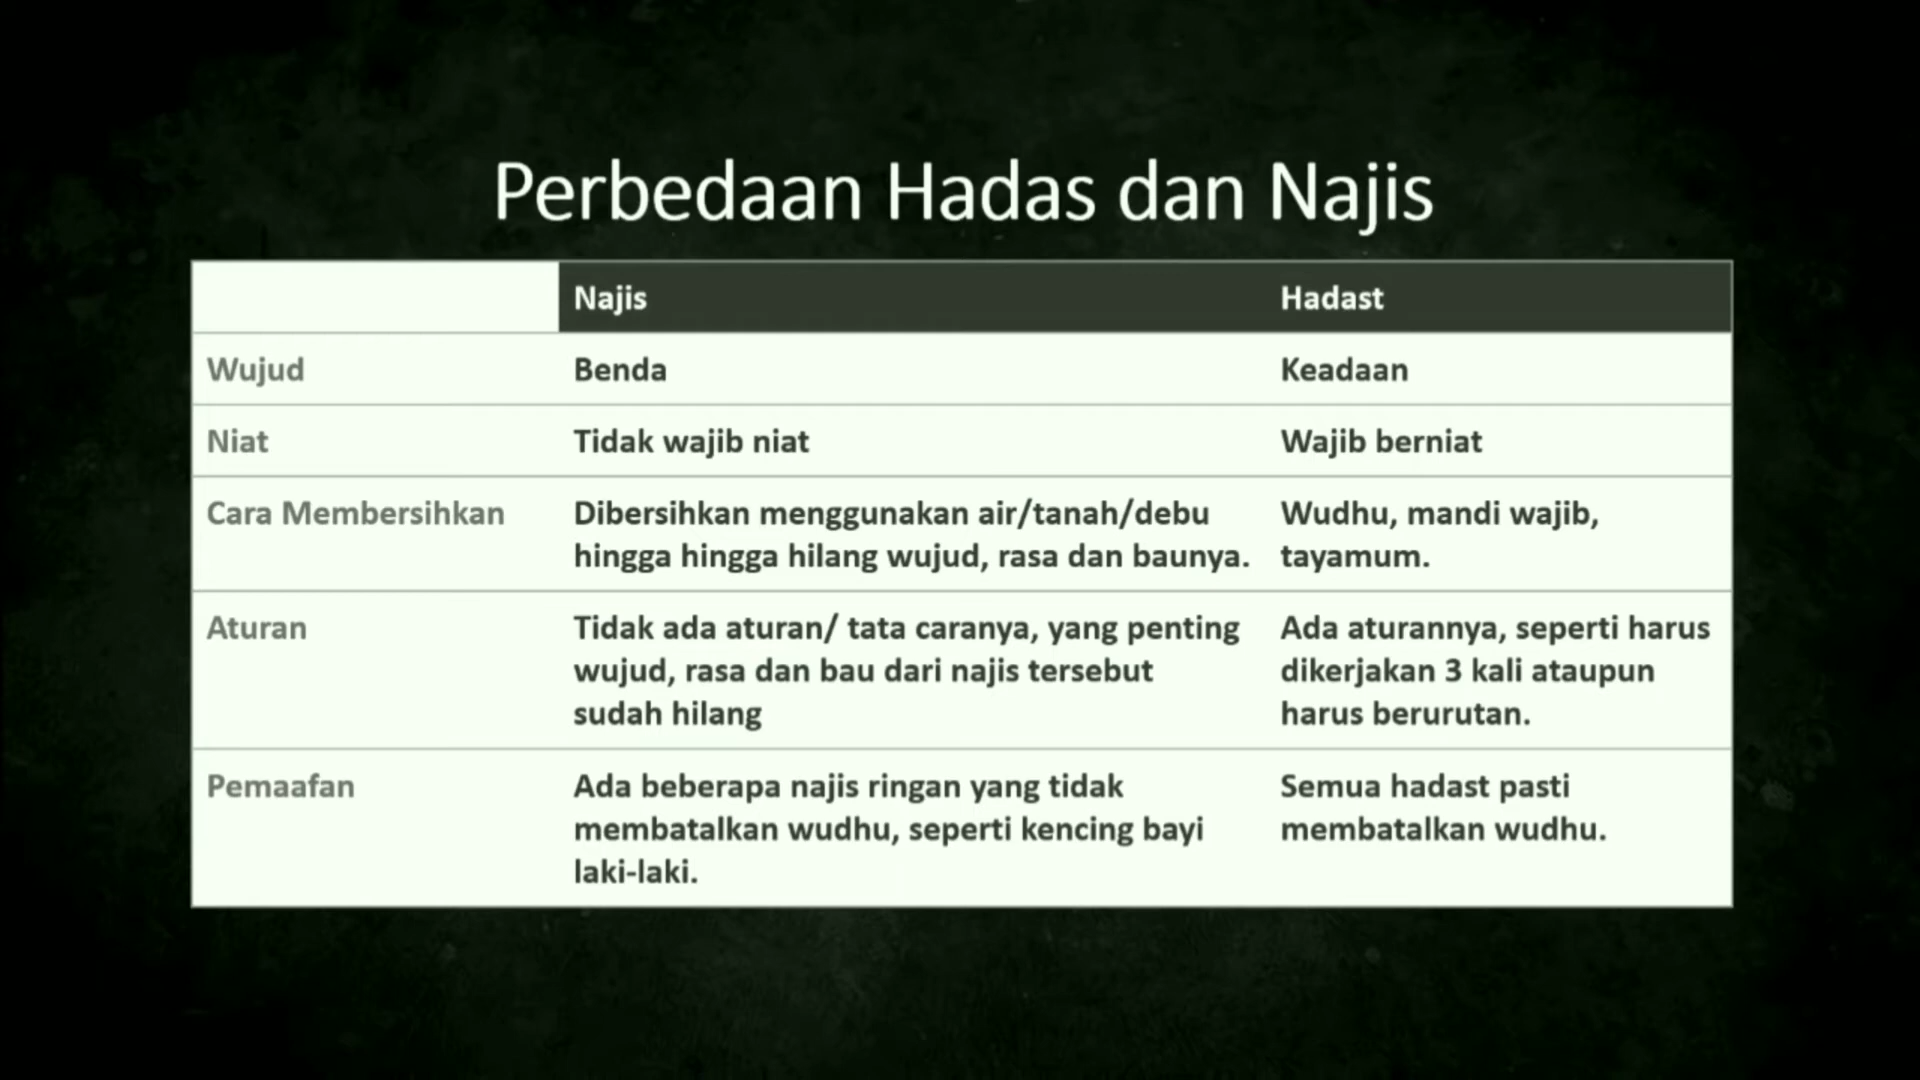 Perbedaan Hadas dan Najis
Najis Hadast
Wujud Benda Keadaan
Niat Tidak wajib niat Wajib berniat
Cara Membersihkan Dibersihkan menggunakan air/tanah/debu Wudhu, mandi wajib,
hingga hingga hilang wujud, rasa dan baunya. tayamum.
Aturan Tidak ada aturan/ tata caranya, yang penting Ada aturannya, seperti harus
wujud, rasa dan bau dari najis tersebut dikerjakan 3 kali ataupun
sudah hilang harus berurutan.
Pemaafan Ada beberapa najis ringan yang tidak Semua hadast pasti
membatalkan wudhu, seperti kencing bayi membatalkan wudhu.
laki-laki.